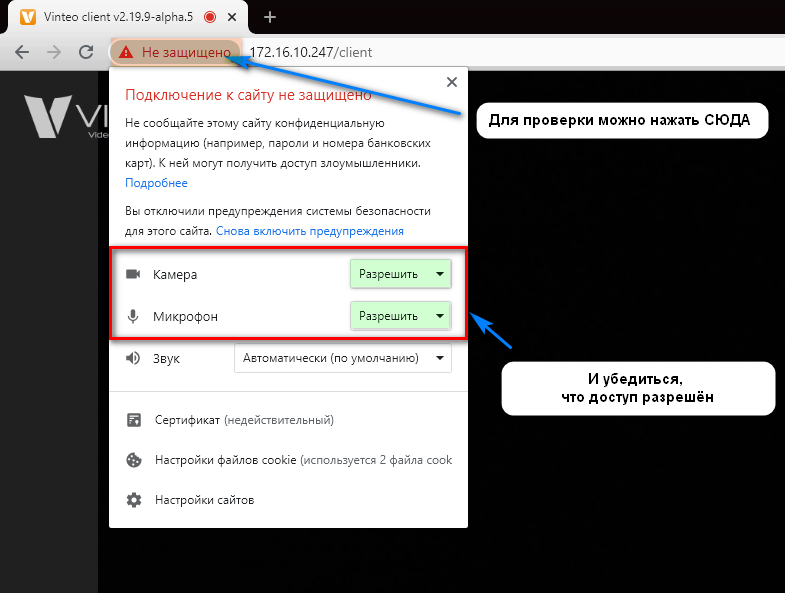 Vinteo client v2.19.9-alpha.5
Не защищено 172.16.10.247/client
V
Vide
Подключение к сайту не защищено
Не сообщайте этому сайту конфиденциальную
информацию (например, пароли и номера банковских
карт). К ней могут получить доступ злоумышленники.
Подробнее
Вы отключили предупреждения системы безопасности
для этого сайта. Снова включить предупреждения
Камера Разрешить
Микрофон Разрешить
Звук Автоматически (по умолчанию)
Сертификат (недействительный)
Настройки файлов cookie (используется 2 файла cook
Настройки сайтов
Для проверки можно нажать СЮДА
И убедиться,
что доступ разрешён